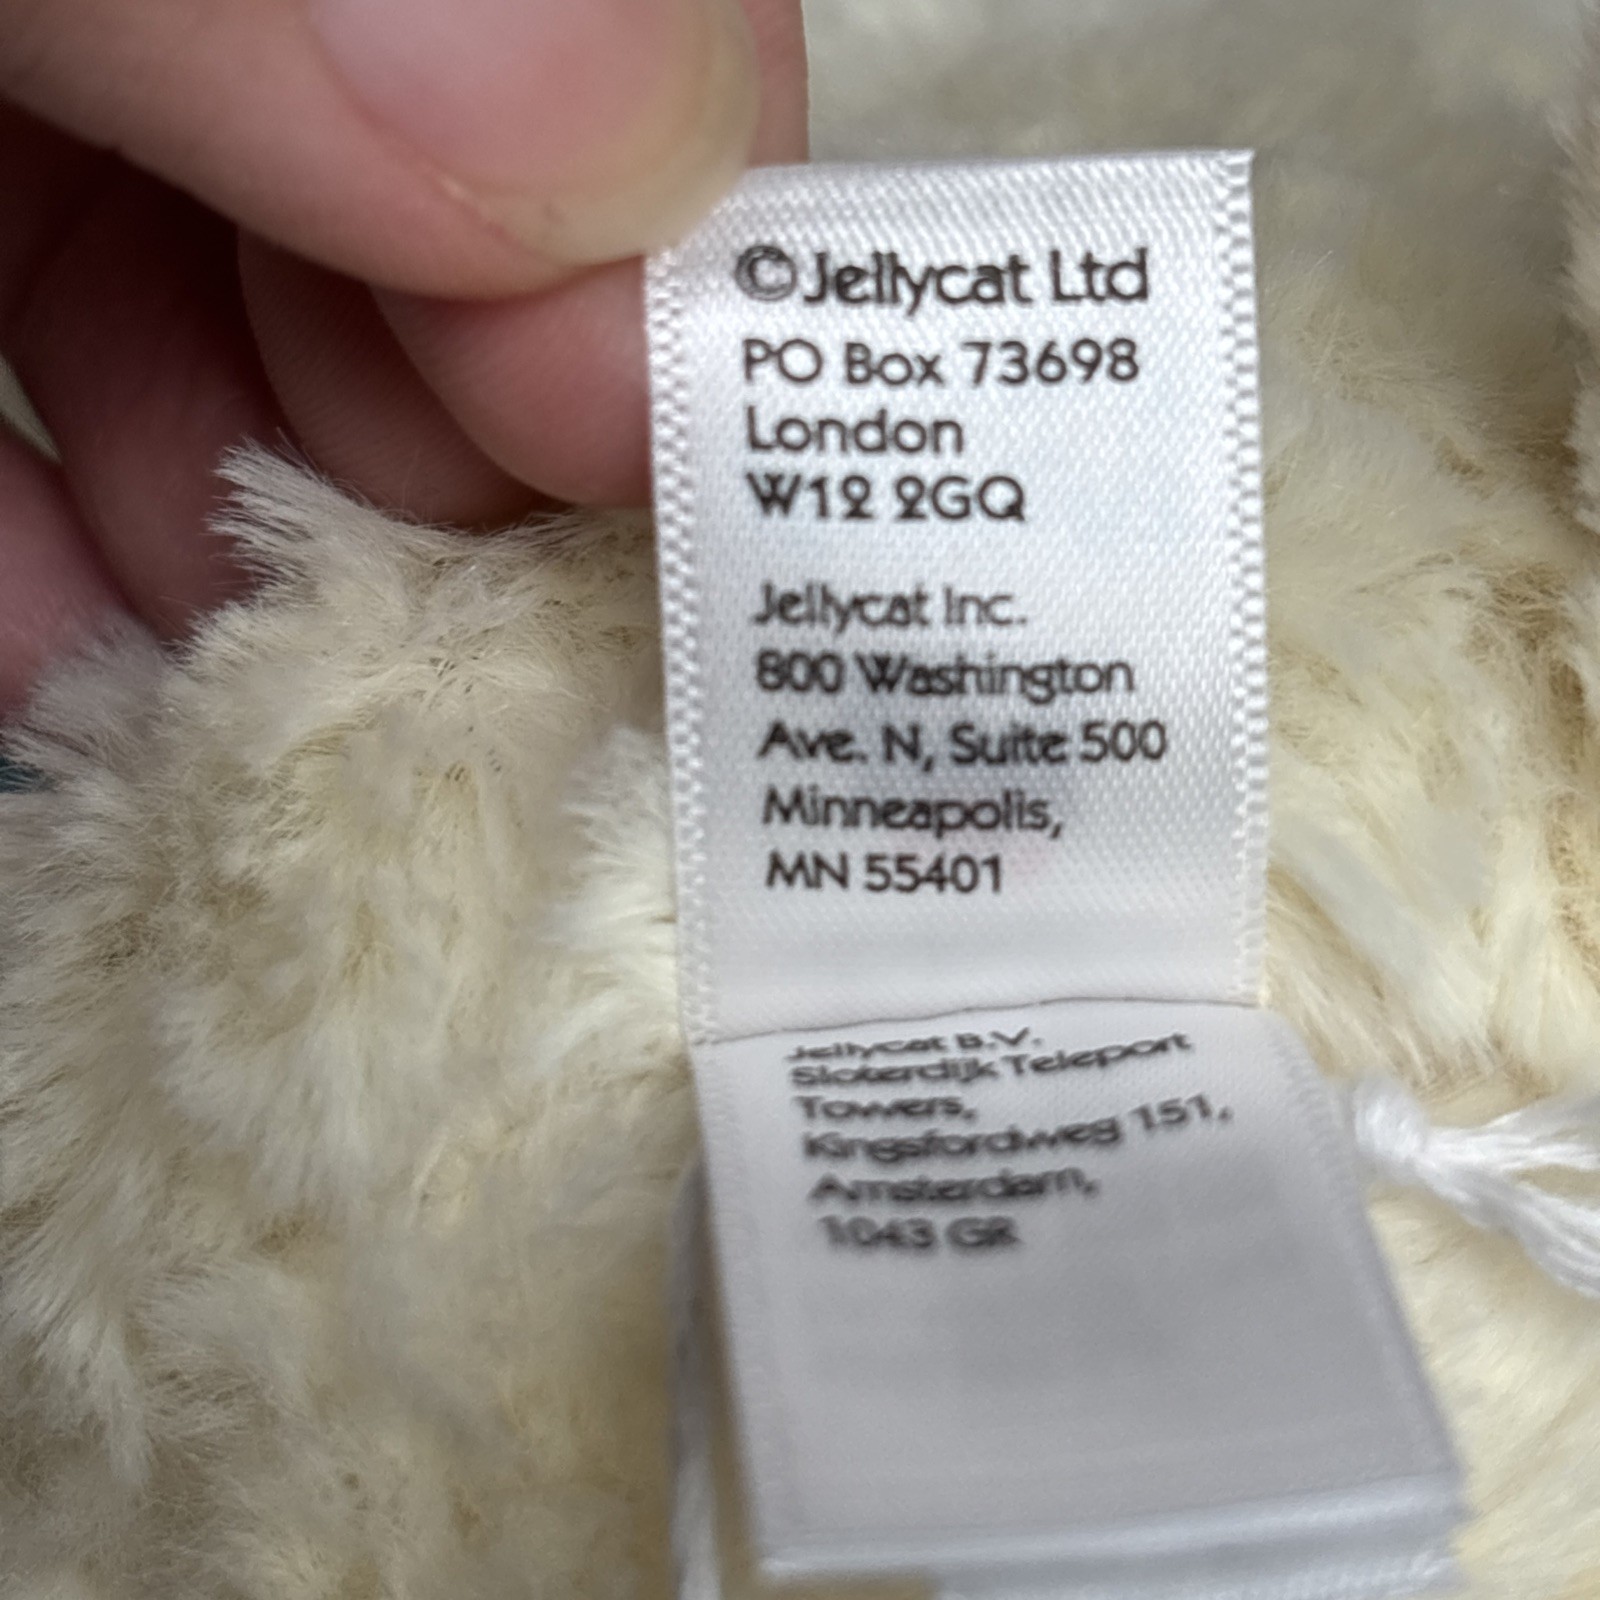 ©Jellycat Ltd
PO Box 73698
London
W12 2GQ
Jellycat Inc.
800 Washington
Ave. N, Suite 500
Minneapolis,
MN 55401
Jellycat B.V.
Sloterdijk Teleport
Towers,
Kingsfordweg 151,
Amsterdam,
1043 GR